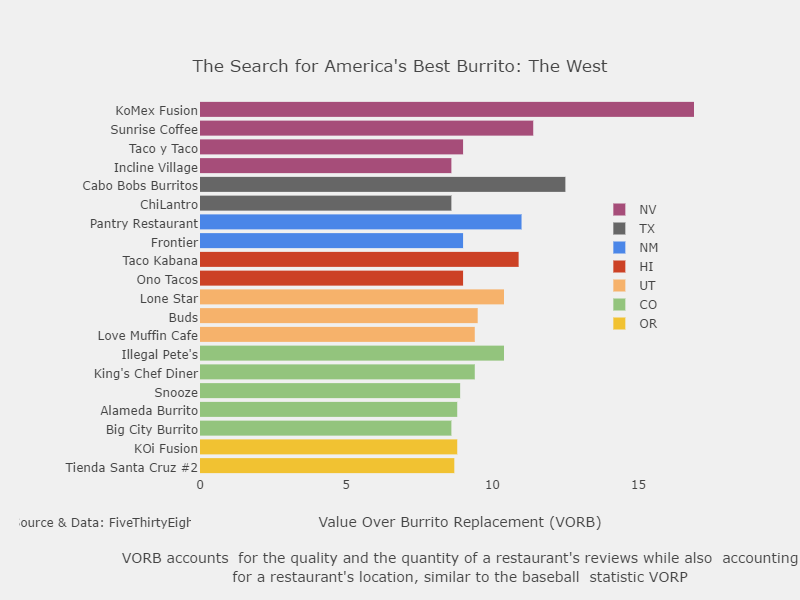 The Search for America's Best Burrito: The West
KoMex Fusion
Sunrise Coffee
Taco y Taco
Incline Village
Cabo Bobs Burritos
ChiLantro
Pantry Restaurant
Frontier
Taco Kabana
Ono Tacos
Lone Star
Buds
Love Muffin Cafe
Illegal Pete's
King's Chef Diner
Snooze
Alameda Burrito
Big City Burrito
KOi Fusion
Tienda Santa Cruz #2
NV
TX
NM
HI
UT
CO
OR
0 5 10 15
Value Over Burrito Replacement (VORB)
ource & Data: FiveThirtyEigh
VORB accounts  for the quality and the quantity of a restaurant's reviews while also  accounting
for a restaurant's location, similar to the baseball  statistic VORP